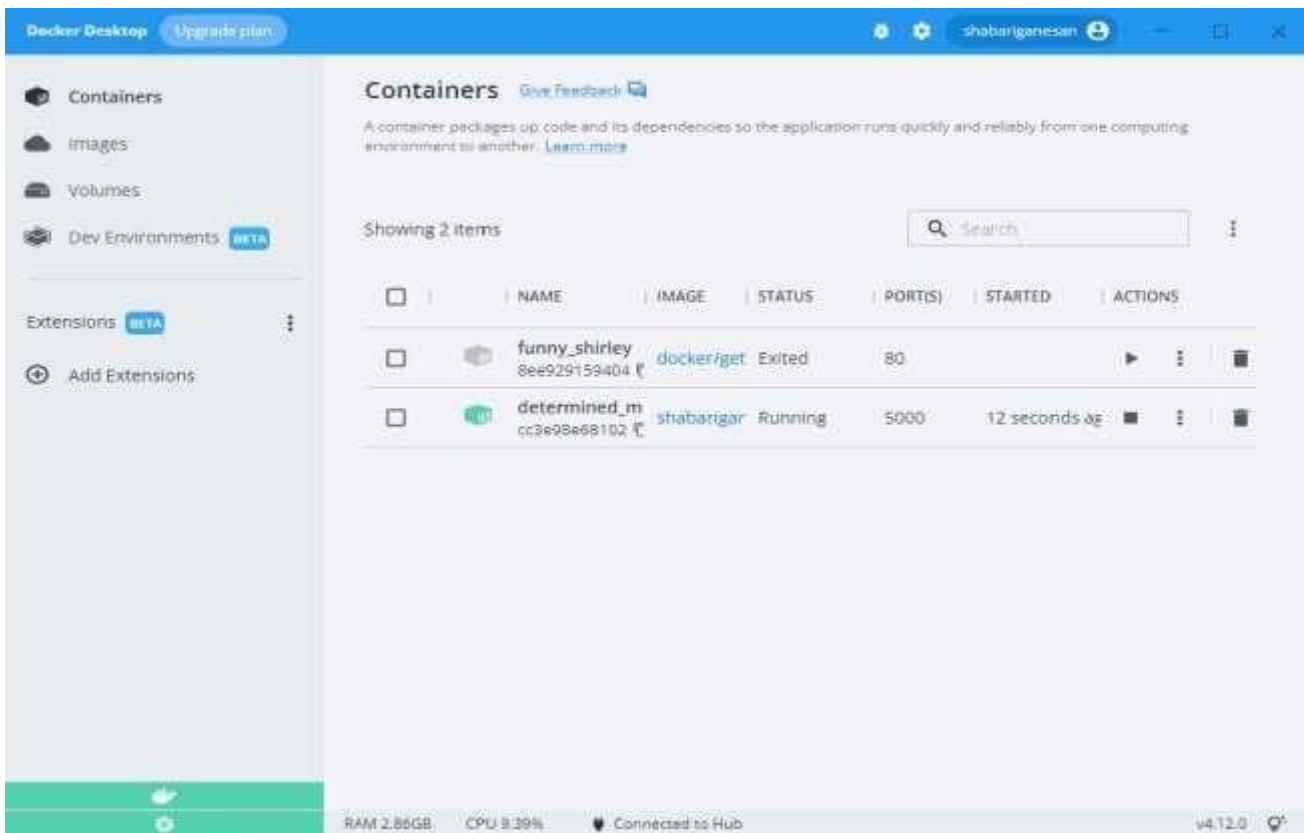 Docker Desktop Upgrade plan shabariganesan
Containers
Images
Volumes
Dev Environments BETA
Extensions BETA
Add Extensions
Containers Give Feedback
A container packages up code and its dependencies so the application runs quickly and reliably from one computing
environment to another. Learn more
Showing 2 items Search
NAME IMAGE STATUS PORT(S) STARTED ACTIONS
funny_shirley docker/get Exited 80
8ee929159404
determined_m shabarigar Running 5000 12 seconds ag
cc3e98e68102
RAM 2.86GB CPU 9.39% Connected to Hub v4.12.0